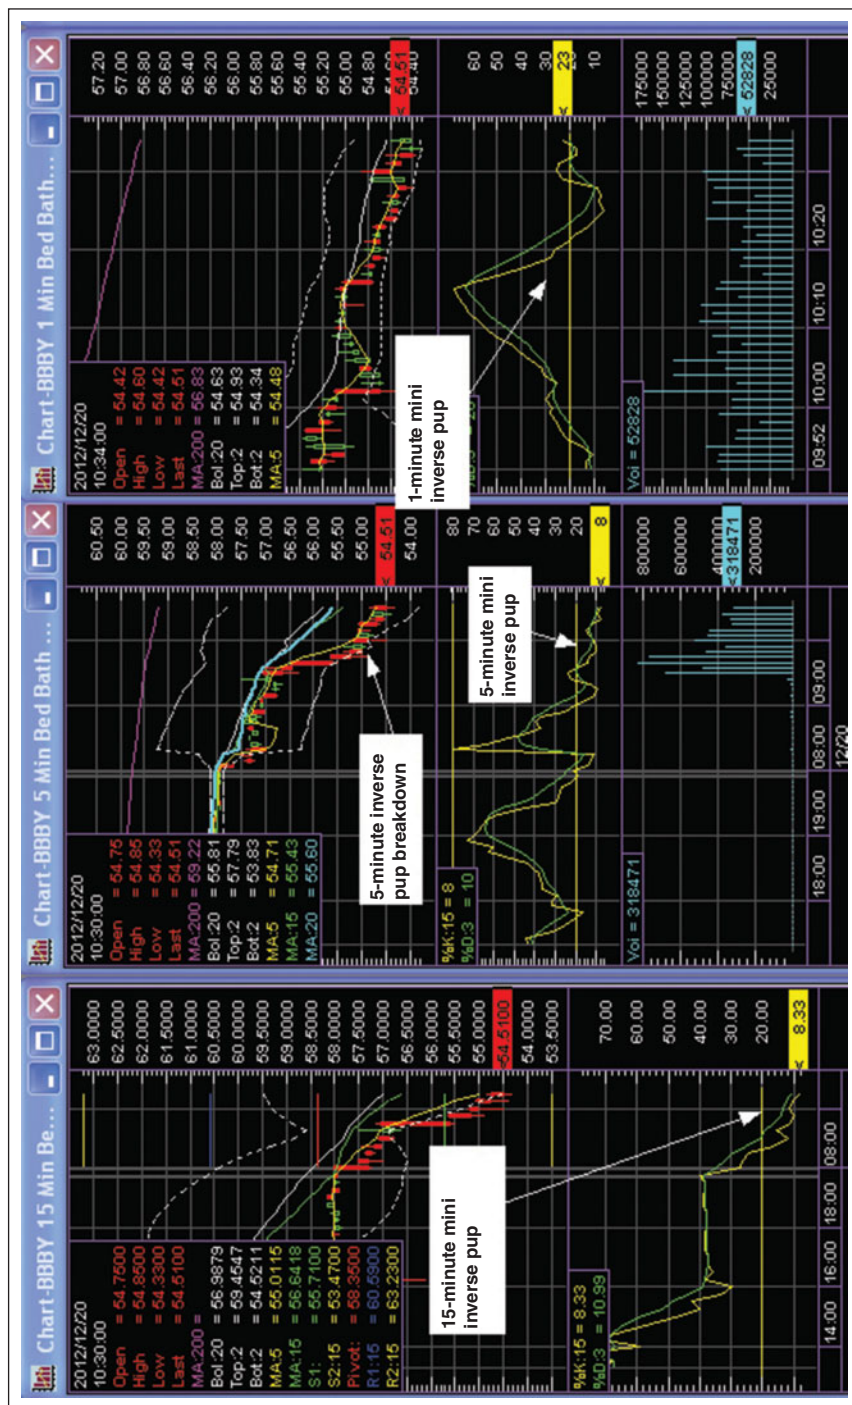 Chart-BBBY 15 Min Be...
2012/12/20
10:30:00
Open = 54.7500
High = 54.8500
Low = 54.3300
Last = 54.5100
MA:200 =
Bol:20 = 56.9879
Top:2 = 59.4547
Bot:2 = 54.5211
MA:5 = 55.0115
MA:15 = 56.6418
S1: = 55.7100
S2:15 = 53.4700
Pivot: = 58.3500
R1:15 = 60.5900
R2:15 = 63.2300
63.0000
62.5000
62.0000
61.5000
61.0000
60.5000
60.0000
59.5000
59.0000
58.5000
58.0000
57.5000
57.0000
56.5000
56.0000
55.5000
55.0000
<54.5100
53.5000
15-minute mini
inverse pup
%K:15 = 8.33
%D:3 = 10.99
70.00
60.00
50.00
40.00
30.00
20.00
< 8.33
14:00
16:00
18:00
08:00
Chart-BBBY 5 Min Bed Bath ...
2012/12/20
10:30:00
Open = 54.75
High = 54.85
Low = 54.33
Last = 54.51
MA:200 = 59.22
Bol:20 = 55.81
Top:2 = 57.79
Bot:2 = 53.83
MA:5 = 54.71
MA:15 = 55.43
MA:20 = 55.60
60.50
60.00
59.50
59.00
58.50
58.00
57.50
57.00
56.50
56.00
55.50
55.00
< 54.51
54.00
5-minute inverse
pup breakdown
%K:15 = 8
%D:3 = 10
80
70
60
50
40
30
20
< 8
5-minute mini
inverse pup
Vol = 318471
800000
600000
400000
<318471
200000
18:00
19:00
08:00
09:00
12/20
Chart-BBBY 1 Min Bed Bath...
2012/12/20
10:34:00
Open = 54.42
High = 54.60
Low = 54.42
Last = 54.51
MA:200 = 56.83
Bol:20 = 54.63
Top:2 = 54.93
Bot:2 = 54.34
MA:5 = 54.48
57.20
57.00
56.80
56.60
56.40
56.20
56.00
55.80
55.60
55.40
55.20
55.00
54.80
< 54.51
54.40
1-minute mini
inverse pup
60
50
40
30
< 23
10
Vol = 52828
175000
150000
125000
100000
75000
< 52828
25000
09:52
10:00
10:10
10:20